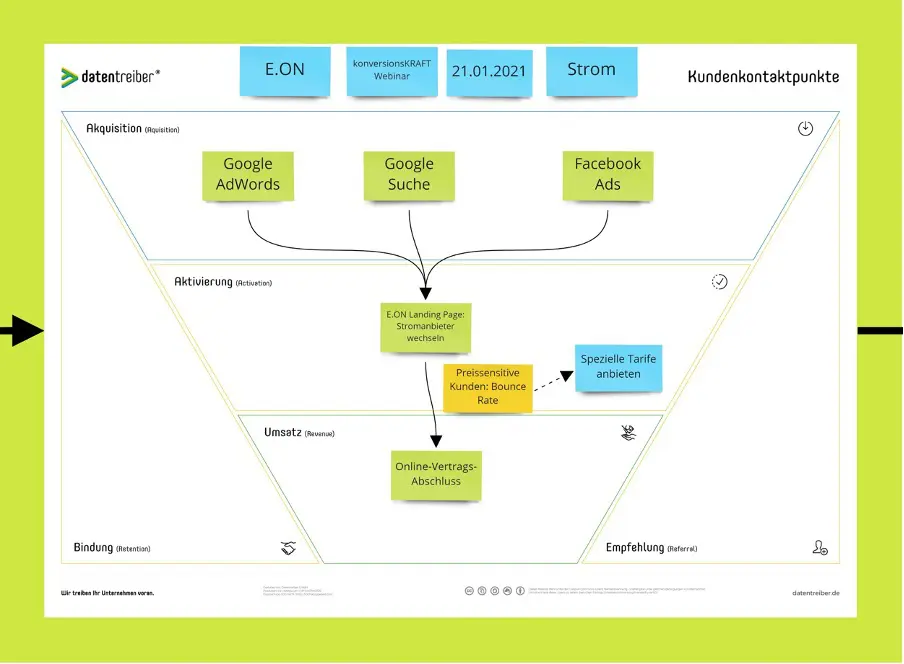 datentreiber®
E.ON
konversionsKRAFT
Webinar
21.01.2021
Strom
Kundenkontaktpunkte
Akquisition (Aquisition)
Google
AdWords
Google
Suche
Facebook
Ads
Aktivierung (Activation)
E.ON Landing Page:
Stromanbieter
wechseln
Preissensitive
Kunden: Bounce
Rate
Spezielle Tarife
anbieten
Umsatz (Revenue)
Online-Vertrags-
Abschluss
Bindung (Retention)
Empfehlung (Referral)
Wir treiben Ihr Unternehmen voran.
datentreiber.de